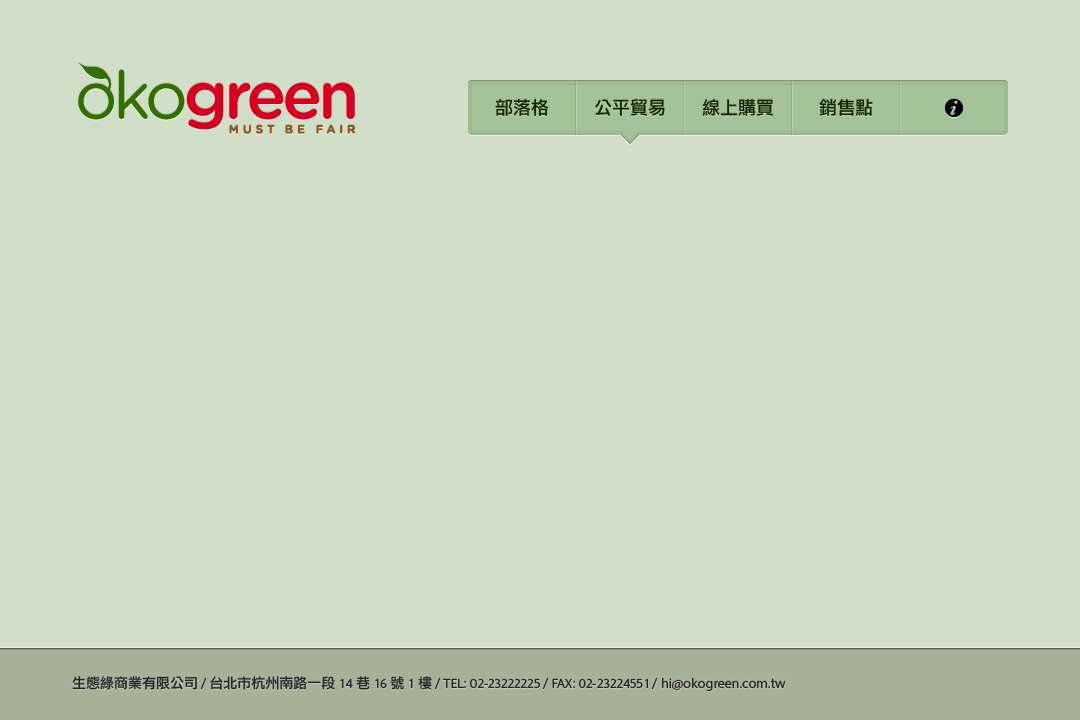 ökogreen
MUST BE FAIR
部落格 公平貿易 線上購買 銷售點 i
生態綠商業有限公司 / 台北市杭州南路一段 14 巷 16 號 1 樓 / TEL: 02-23222225 / FAX: 02-23224551 / hi@okogreen.com.tw